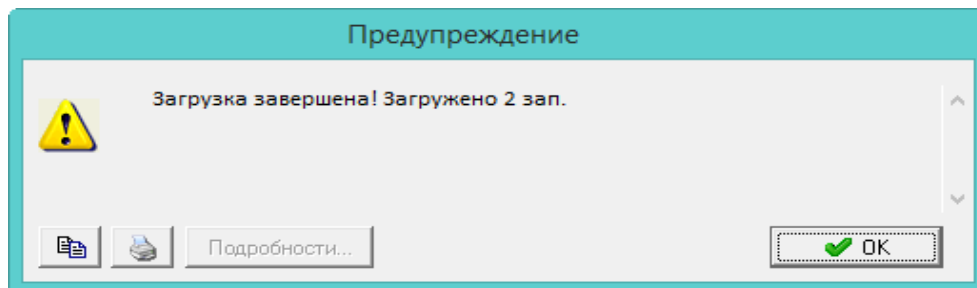 Предупреждение
Загрузка завершена! Загружено 2 зап.
Подробности...
OK